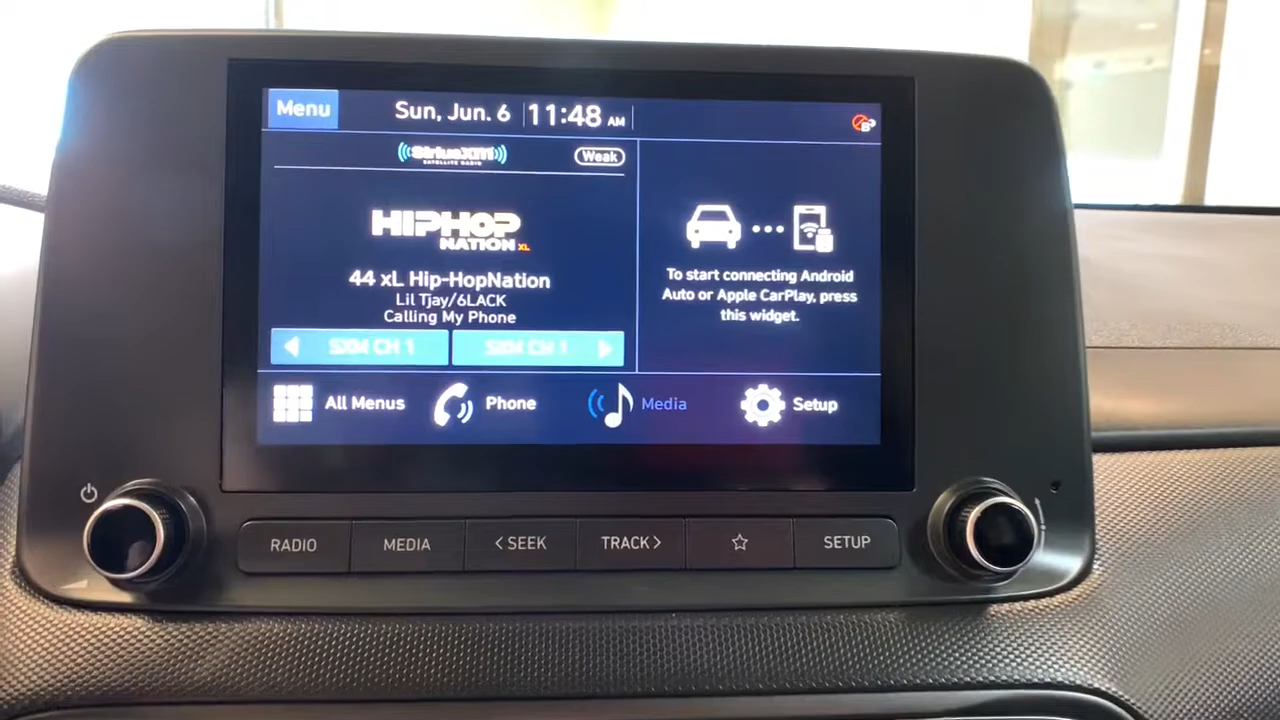 Menu
Sun, Jun. 6
11:48 AM
B
SiriusXM
SATELLITE RADIO
Weak
HIPHOP
NATION XL
44 xL Hip-HopNation
Lil Tjay/6LACK
Calling My Phone
SXM CH 1
SXM CH 1
To start connecting Android
Auto or Apple CarPlay, press
this widget.
All Menus
Phone
Media
Setup
RADIO
MEDIA
< SEEK
TRACK >
SETUP